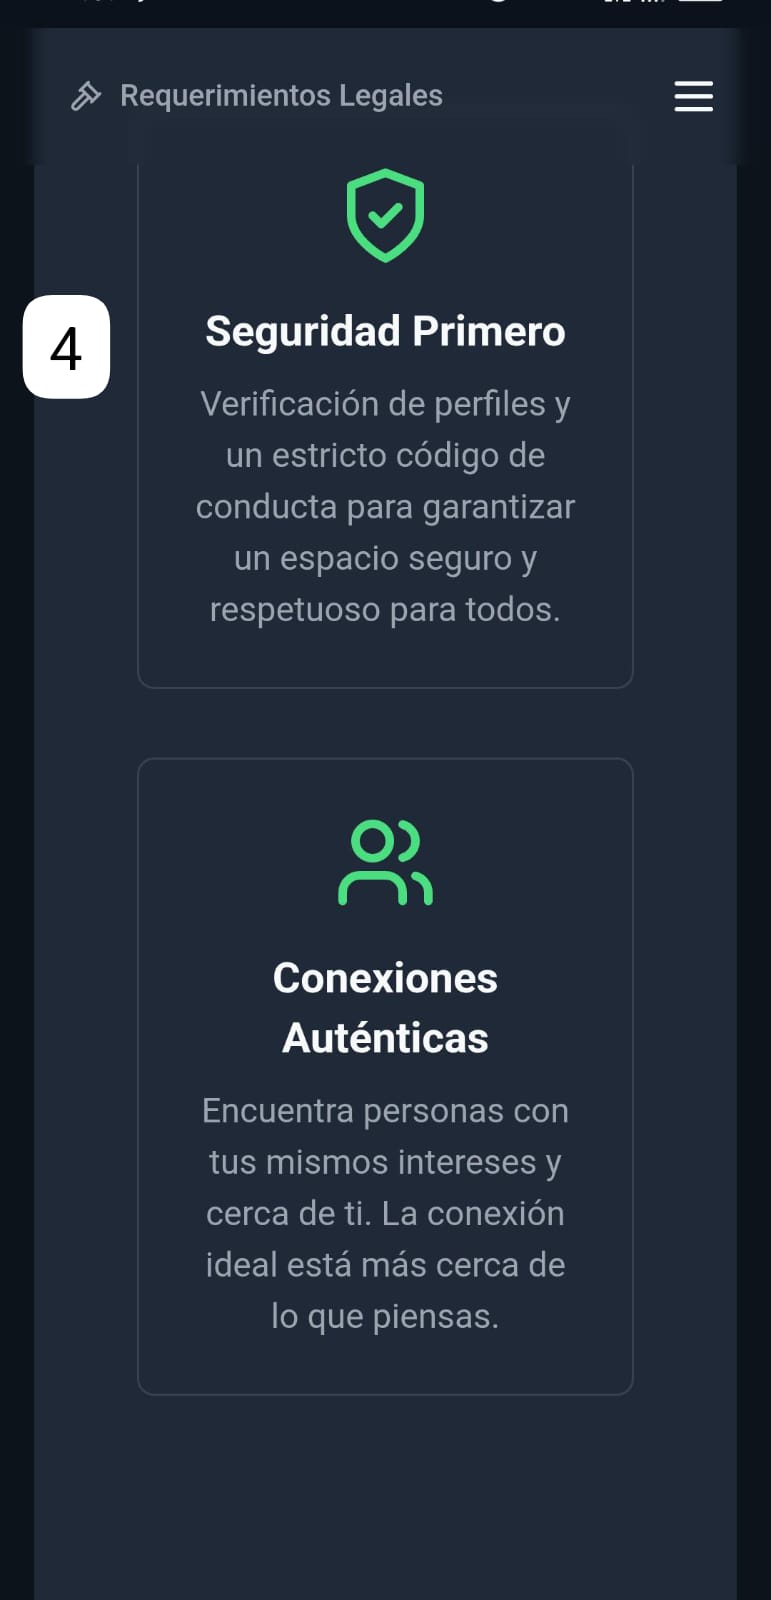 Requerimientos Legales
Seguridad Primero
4
Verificación de perfiles y
un estricto código de
conducta para garantizar
un espacio seguro y
respetuoso para todos.
Conexiones
Auténticas
Encuentra personas con
tus mismos intereses y
cerca de ti. La conexión
ideal está más cerca de
lo que piensas.